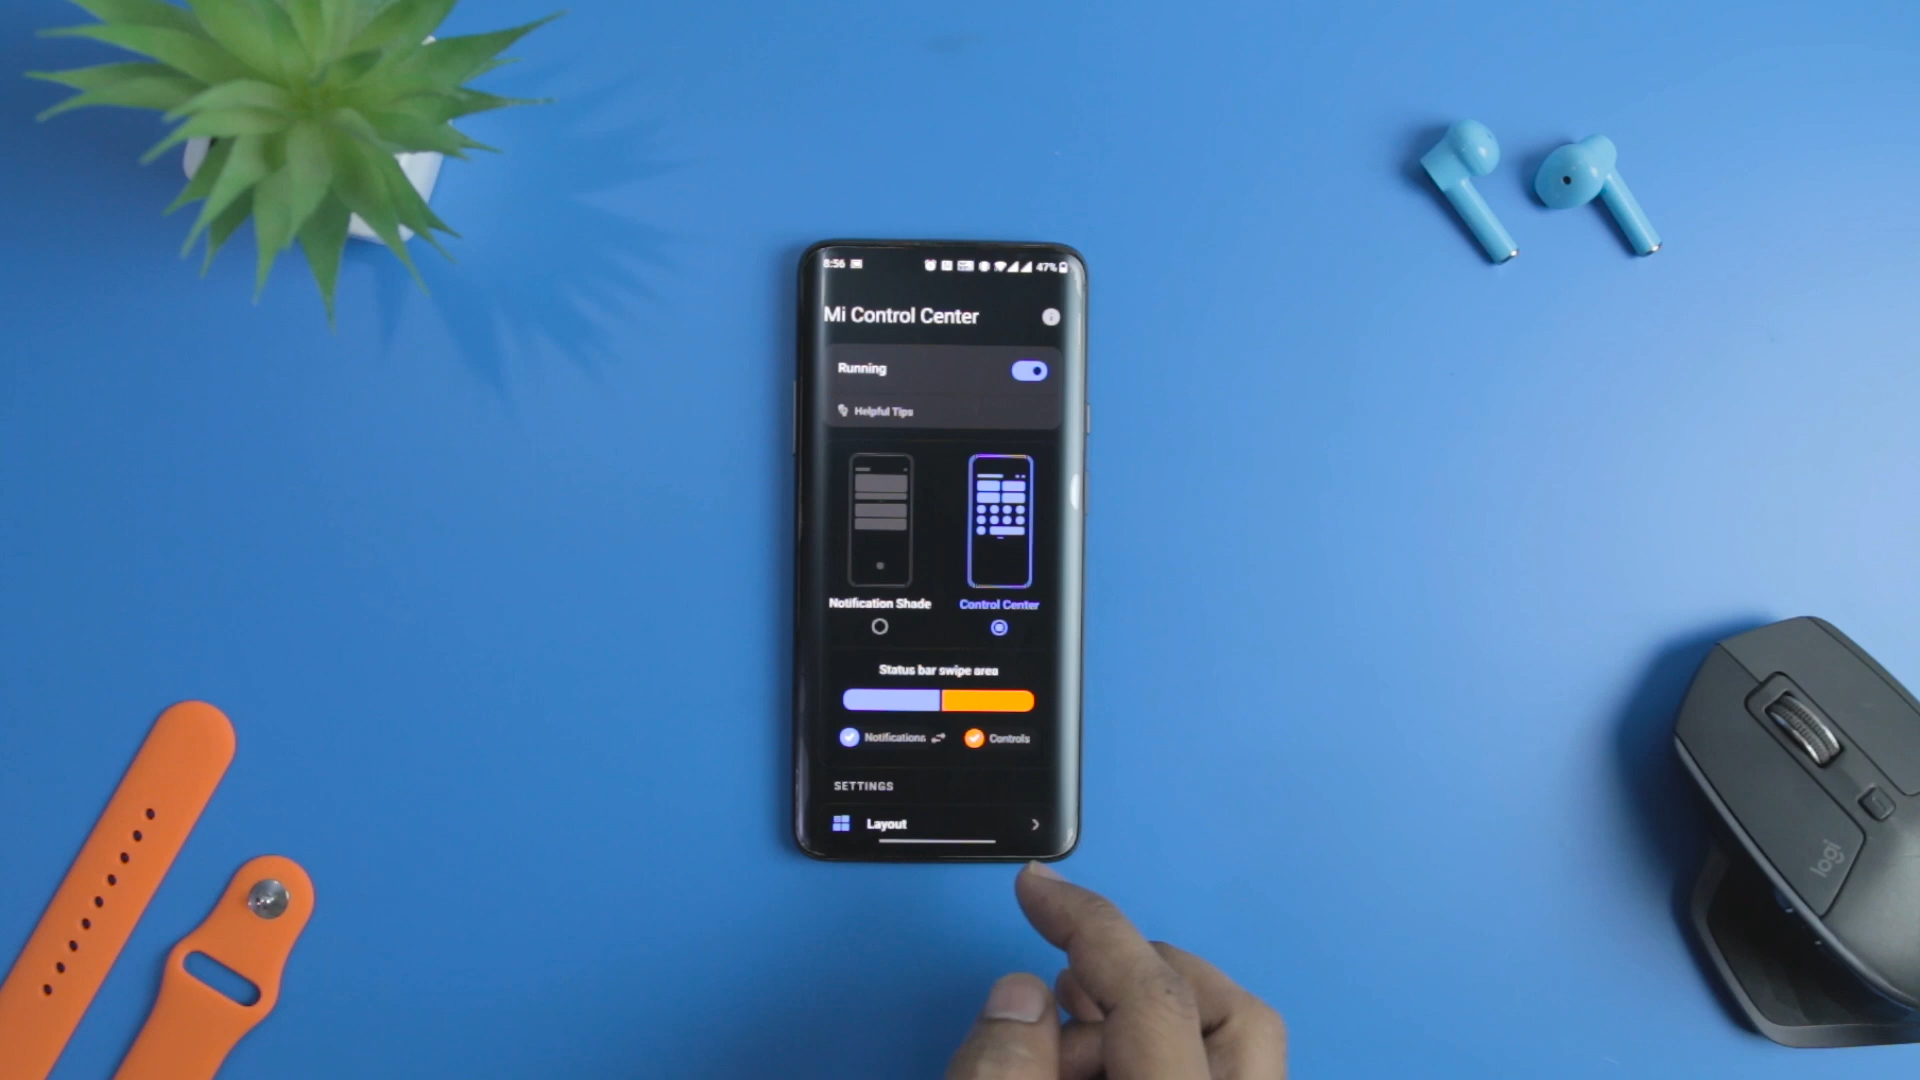 8:56 47%
Mi Control Center
Running
Helpful Tips
Notification Shade Control Center
Status bar swipe area
Notifications Controls
SETTINGS
Layout
logi